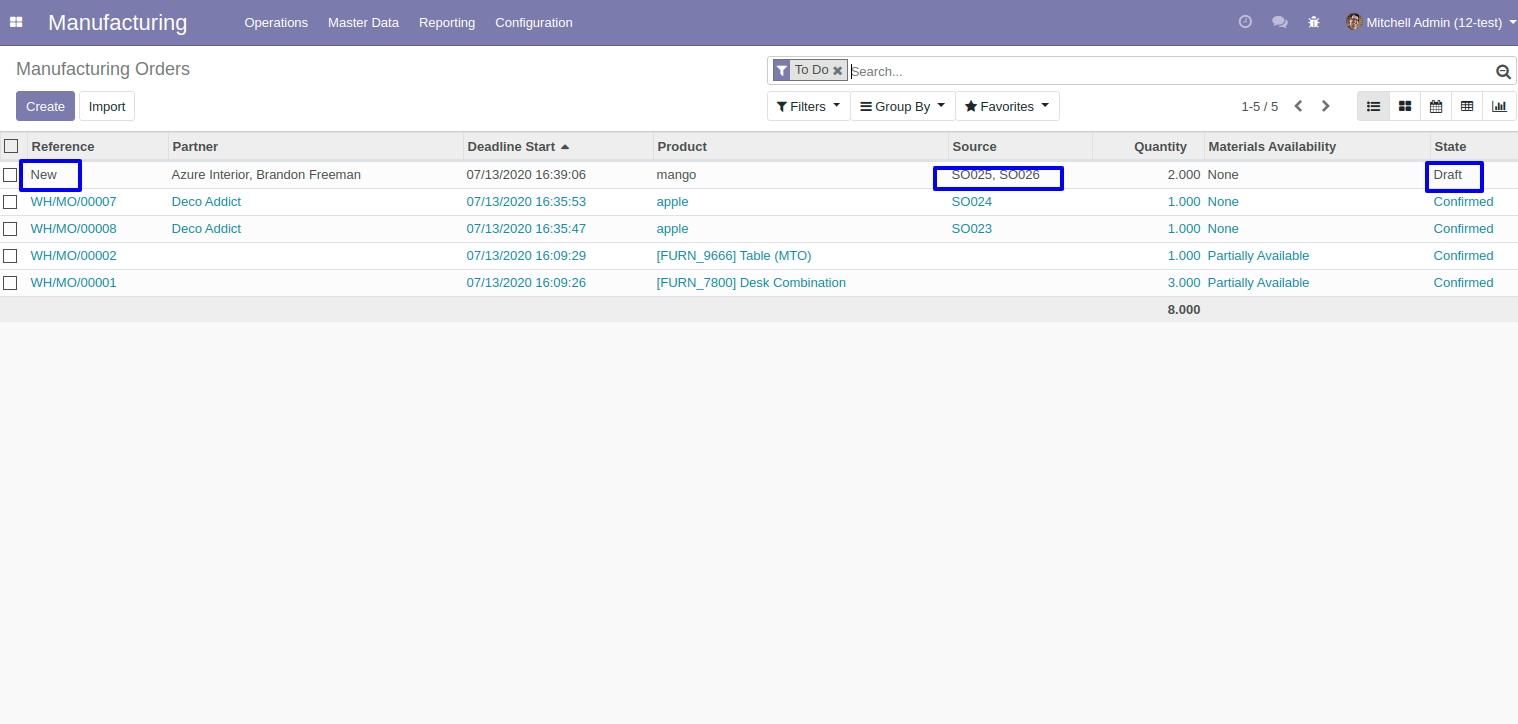 Manufacturing Operations Master Data Reporting Configuration Mitchell Admin (12-test)
Manufacturing Orders To Do Search...
Create Import Filters Group By Favorites 1-5 / 5
Reference Partner Deadline Start Product Source Quantity Materials Availability State
New Azure Interior, Brandon Freeman 07/13/2020 16:39:06 mango SO025, SO026 2.000 None Draft
WH/MO/00007 Deco Addict 07/13/2020 16:35:53 apple SO024 1.000 None Confirmed
WH/MO/00008 Deco Addict 07/13/2020 16:35:47 apple SO023 1.000 None Confirmed
WH/MO/00002 07/13/2020 16:09:29 [FURN_9666] Table (MTO) 1.000 Partially Available Confirmed
WH/MO/00001 07/13/2020 16:09:26 [FURN_7800] Desk Combination 3.000 Partially Available Confirmed
8.000